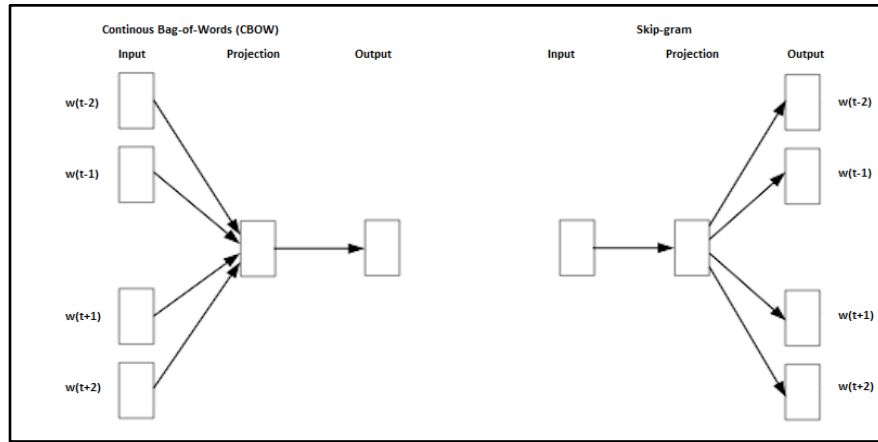 Continous Bag-of-Words (CBOW)
Input Projection Output
w(t-2)
w(t-1)
w(t+1)
w(t+2)
Skip-gram
Input Projection Output
w(t-2)
w(t-1)
w(t+1)
w(t+2)